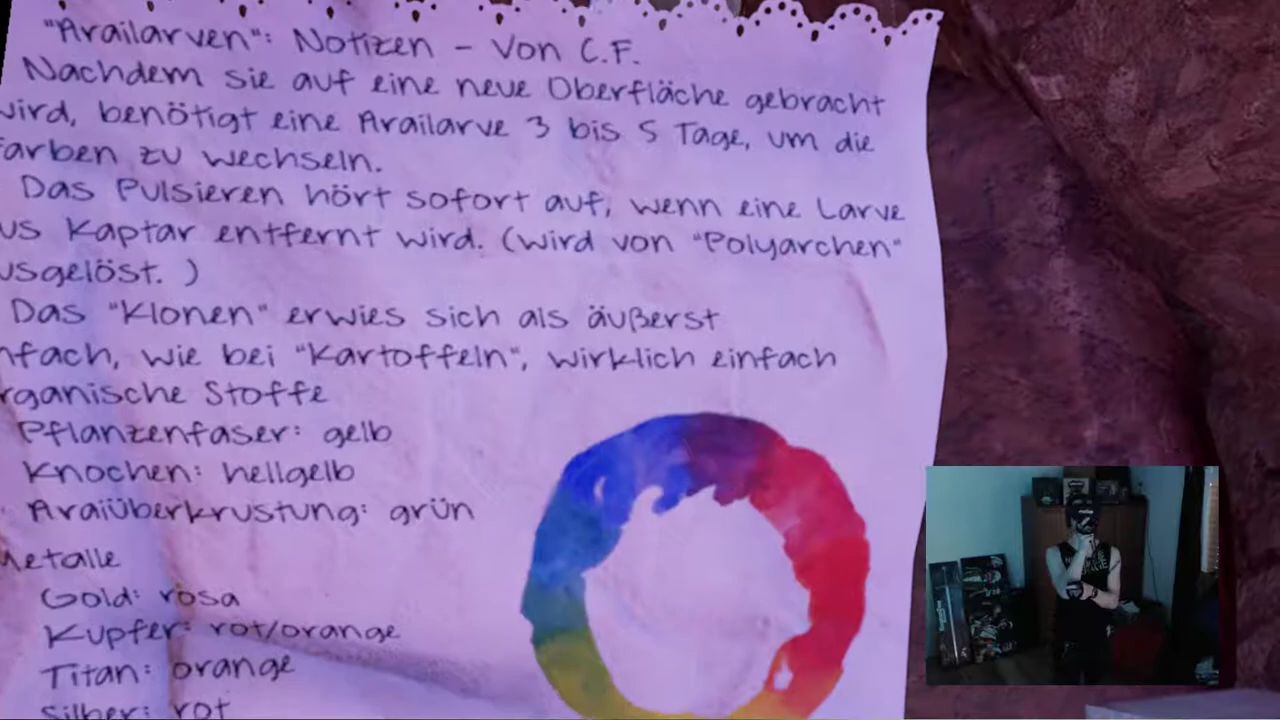 "Arailarven": Notizen - Von C.F.
Nachdem sie auf eine neue Oberfläche gebracht
wird, benötigt eine Arailarve 3 bis 5 Tage, um die
Farben zu wechseln.
Das Pulsieren hört sofort auf, wenn eine Larve
us Kaptar entfernt wird. (Wird von "Polyarchen"
usgelöst. )
Das "Klonen" erwies sich als äußerst
nfach, wie bei "Kartoffeln", wirklich einfach
rganische Stoffe
Pflanzenfaser: gelb
Knochen: hellgelb
Araiüberkrustung: grün
Metalle
Gold: rosa
Kupfer: rot/orange
Titan: orange
Silber: rot